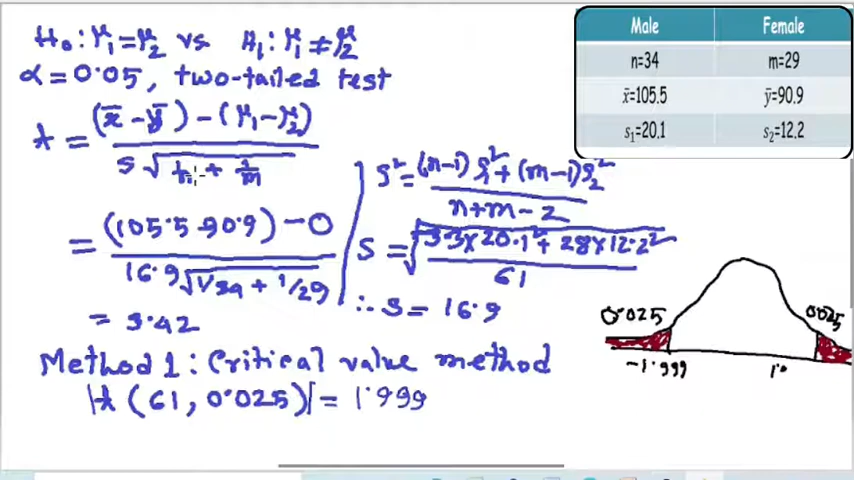 H₀: μ₁=μ₂ vs H₁: μ₁≠μ₂
α=0.05, two-tailed test
t = (x̄ - ȳ) - (μ₁-μ₂) / s√(1/n + 1/m)
= (105.5-90.9) - 0 / 16.9√(1/34 + 1/29)
= 3.42
s² = (n-1)s₁² + (m-1)s₂² / n+m-2
s = √(33×20.1² + 28×12.2² / 61)
∴ s = 16.9
Method 1: Critical value method
|t (61, 0.025)| = 1.999
Male Female
n=34 m=29
x̄=105.5 ȳ=90.9
s₁=20.1 s₂=12.2
0.025 0.025
-1.999 1.